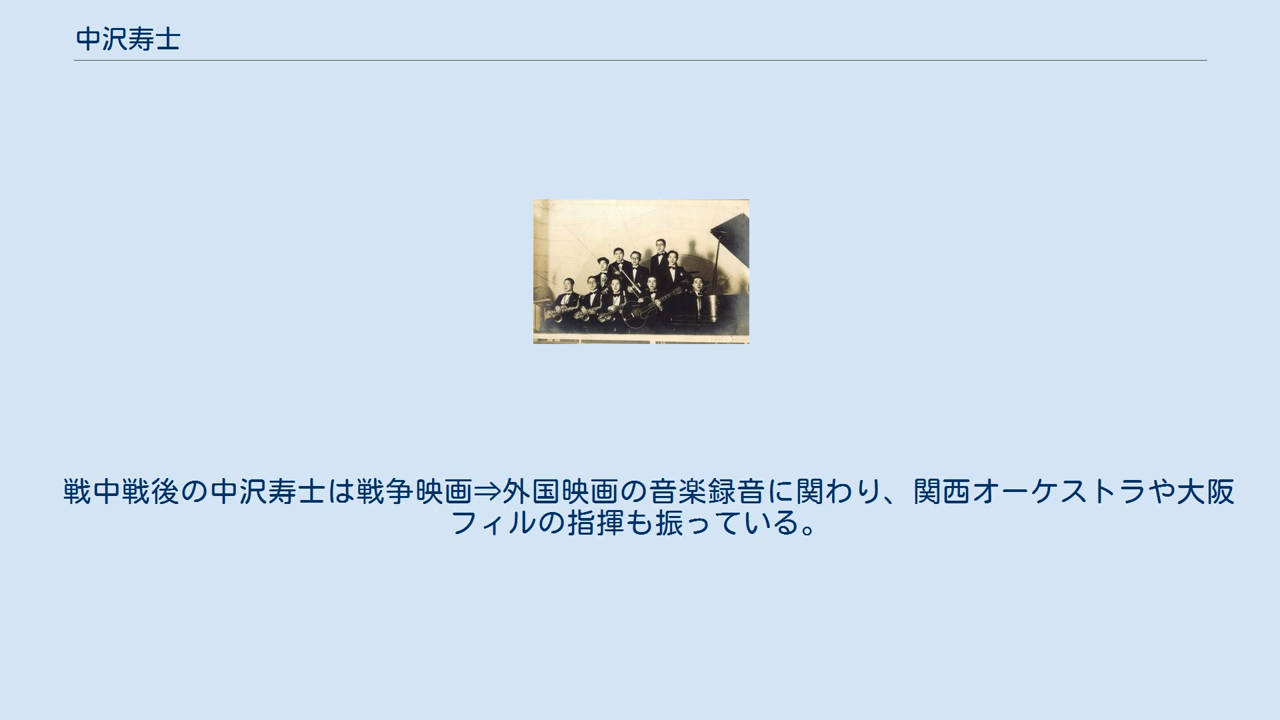 中沢寿士
戦中戦後の中沢寿士は戦争映画⇒外国映画の音楽録音に関わり、関西オーケストラや大阪
フィルの指揮も振っている。